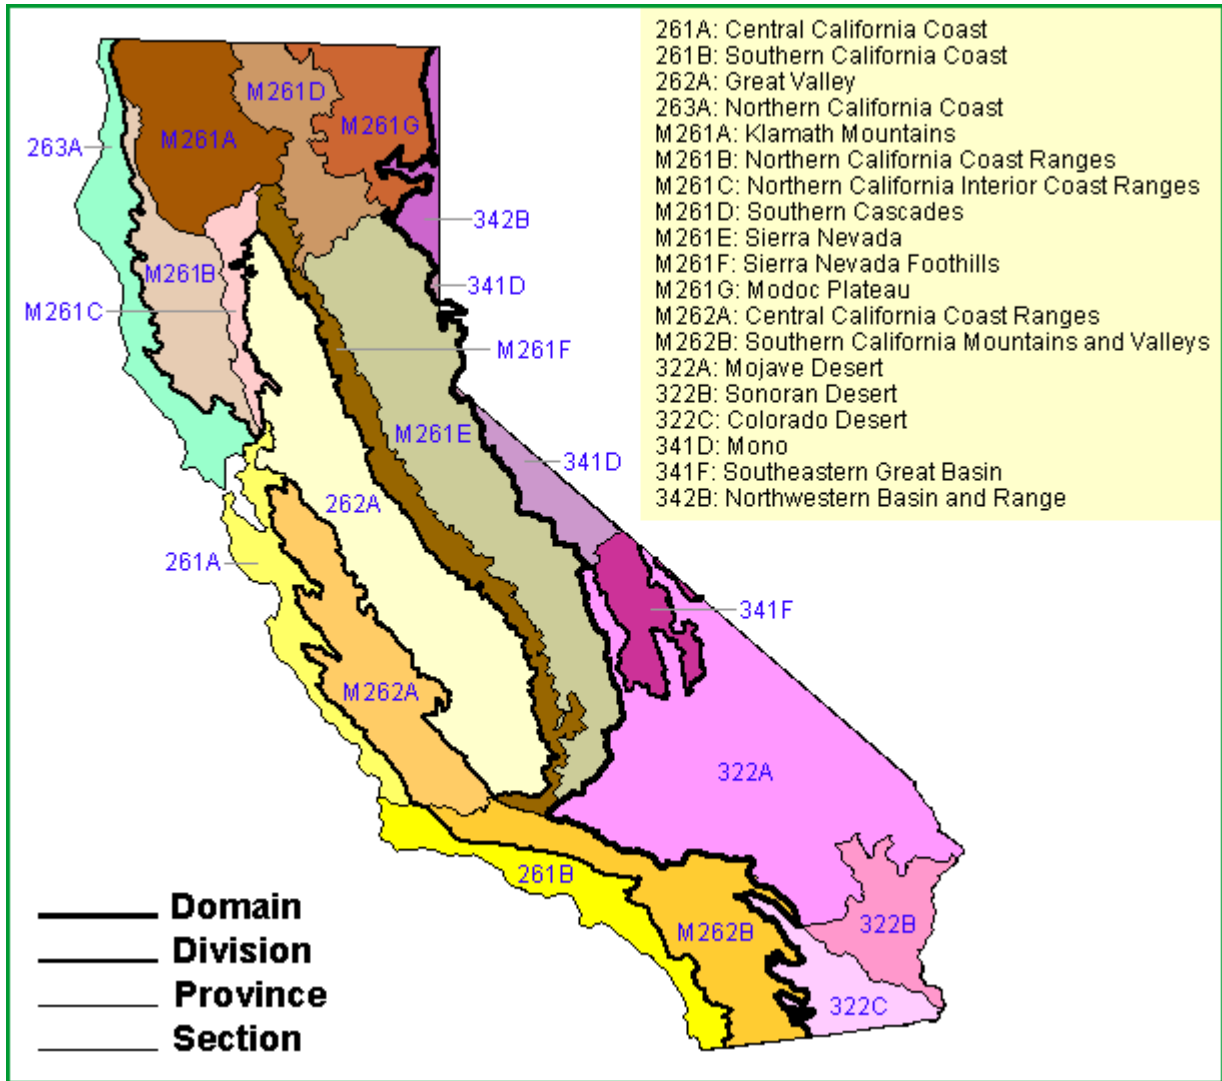 261A: Central California Coast
261B: Southern California Coast
262A: Great Valley
263A: Northern California Coast
M261A: Klamath Mountains
M261B: Northern California Coast Ranges
M261C: Northern California Interior Coast Ranges
M261D: Southern Cascades
M261E: Sierra Nevada
M261F: Sierra Nevada Foothills
M261G: Modoc Plateau
M262A: Central California Coast Ranges
M262B: Southern California Mountains and Valleys
322A: Mojave Desert
322B: Sonoran Desert
322C: Colorado Desert
341D: Mono
341F: Southeastern Great Basin
342B: Northwestern Basin and Range
M261D
M261G
M261A
263A
342B
M261B
341D
M261C
M261F
M261E
341D
262A
261A
341F
M262A
322A
261B
322B
M262B
322C
Domain
Division
Province
Section